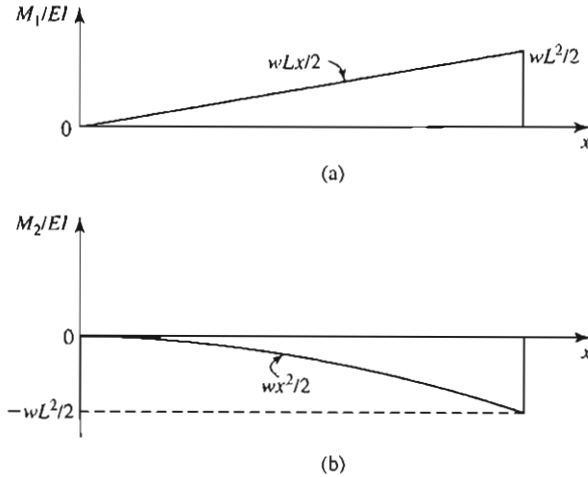 M₁/EI
wLx/2
wL²/2
0
x
(a)
M₂/EI
0
x
wx²/2
−wL²/2
(b)